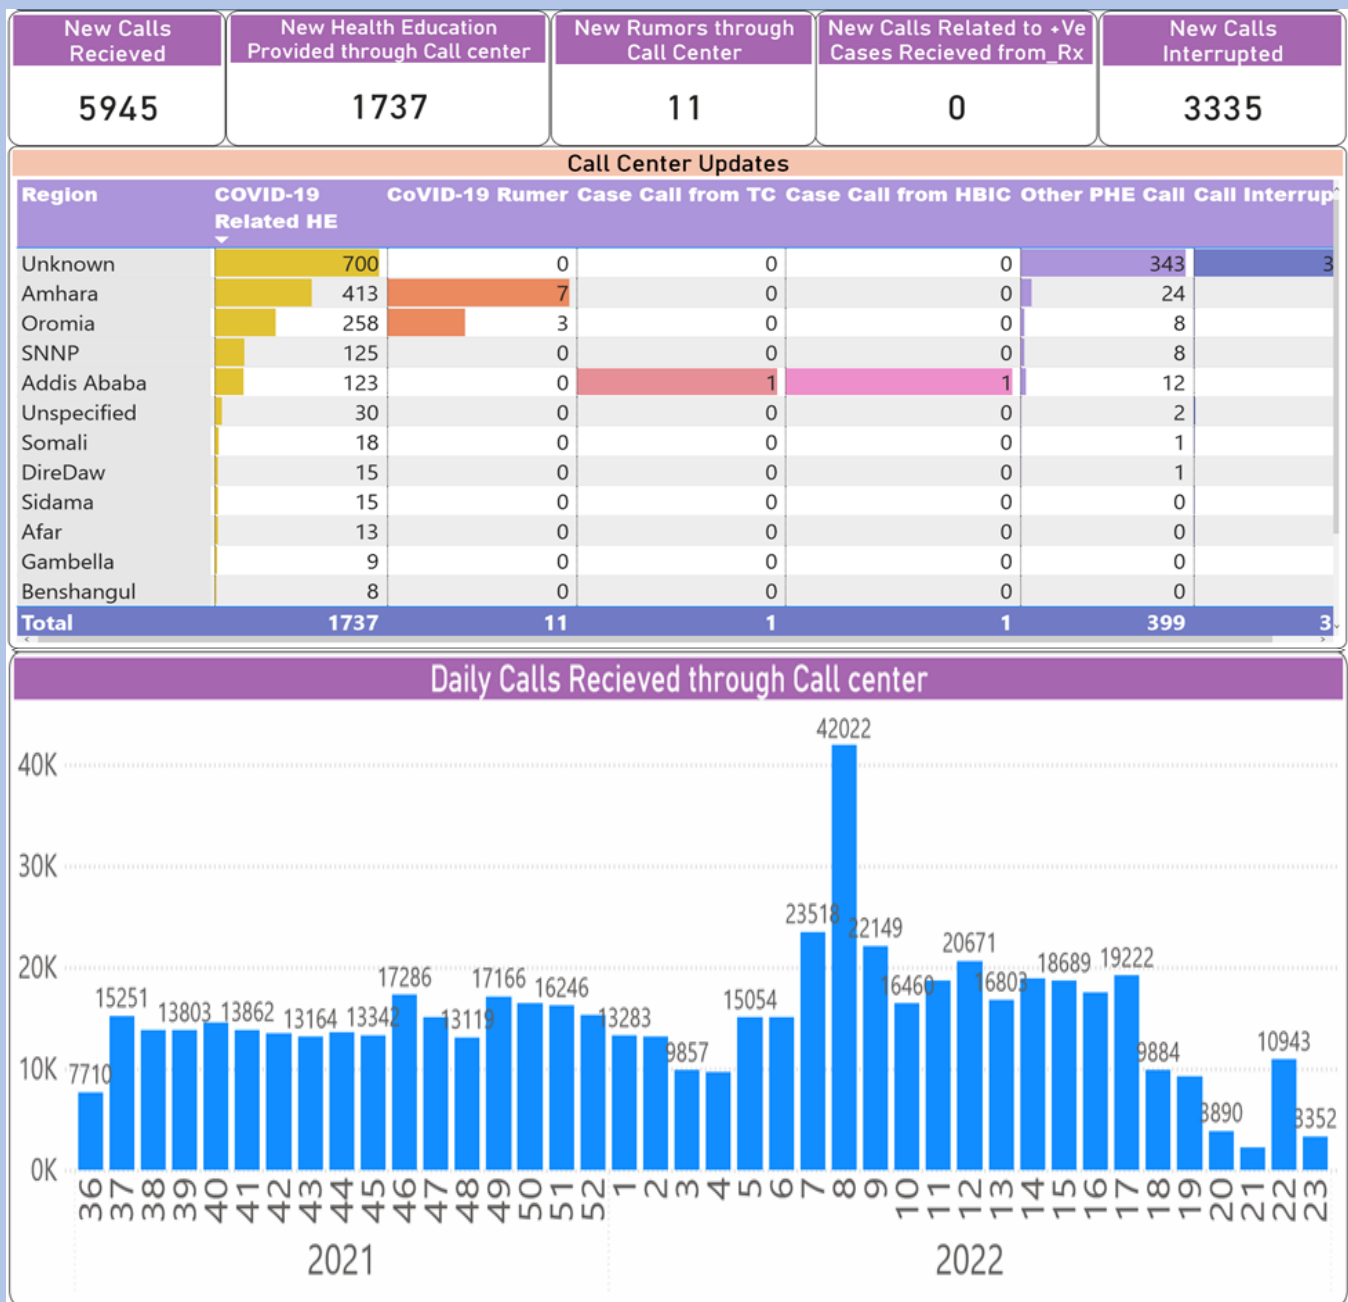 New Calls
Recieved
5945
New Health Education
Provided through Call center
1737
New Rumors through
Call Center
11
New Calls Related to +Ve
Cases Recieved from_Rx
0
New Calls
Interrupted
3335
Call Center Updates
Region COVID-19 Related HE CoVID-19 Rumer Case Call from TC Case Call from HBIC Other PHE Call Call Interrup
Unknown 700 0 0 0 343 3
Amhara 413 7 0 0 24
Oromia 258 3 0 0 8
SNNP 125 0 0 0 8
Addis Ababa 123 0 1 1 12
Unspecified 30 0 0 0 2
Somali 18 0 0 0 1
DireDaw 15 0 0 0 1
Sidama 15 0 0 0 0
Afar 13 0 0 0 0
Gambella 9 0 0 0 0
Benshangul 8 0 0 0 0
Total 1737 11 1 1 399 3
Daily Calls Recieved through Call center
42022
40K
30K
23518
22149
20671
20K
17286
17166
16246
16460
16803
18689
19222
15251
13803
13862
13164
13342
13119
13283
15054
10K
7710
9857
9884
10943
3890
3352
0K
36 37 38 39 40 41 42 43 44 45 46 47 48 49 50 51 52 1 2 3 4 5 6 7 8 9 10 11 12 13 14 15 16 17 18 19 20 21 22 23
2021 2022